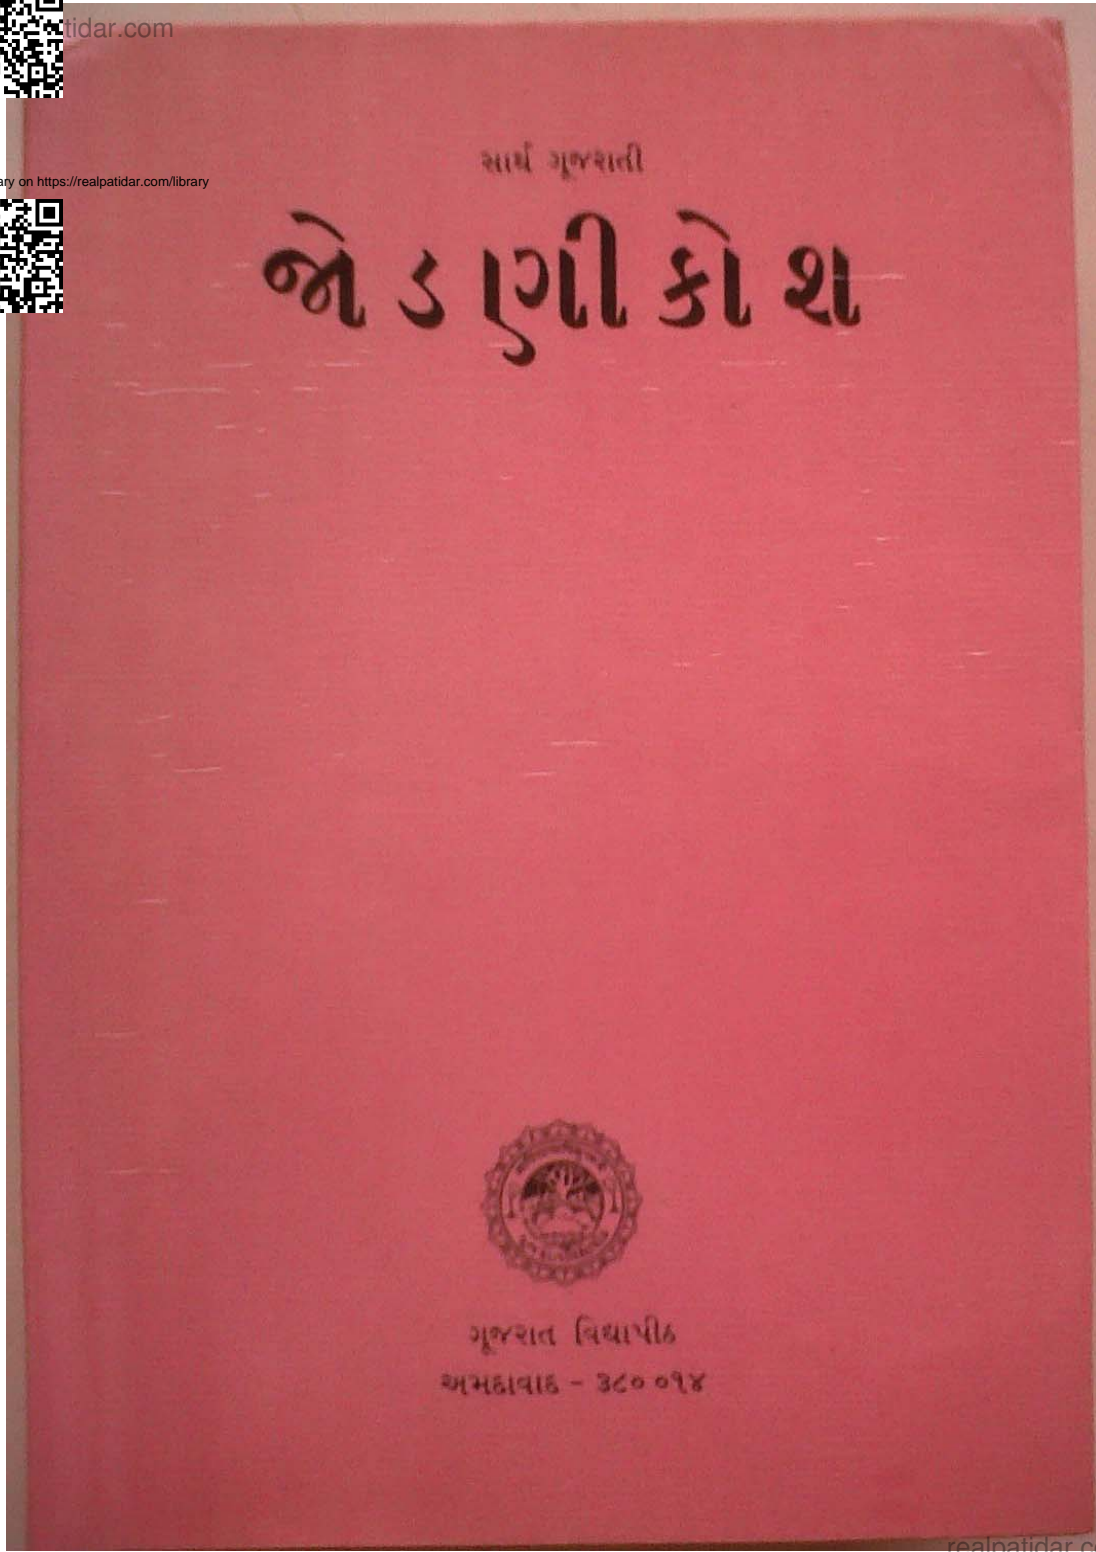 tidar.com
સાર્થ ગૂજરાતી
ary on https://realpatidar.com/library
જોડણીકોશ
ગૂજરાત વિદ્યાપીઠ
અમદાવાદ - ૩૮૦ ૦૧૪
realpatidar.c